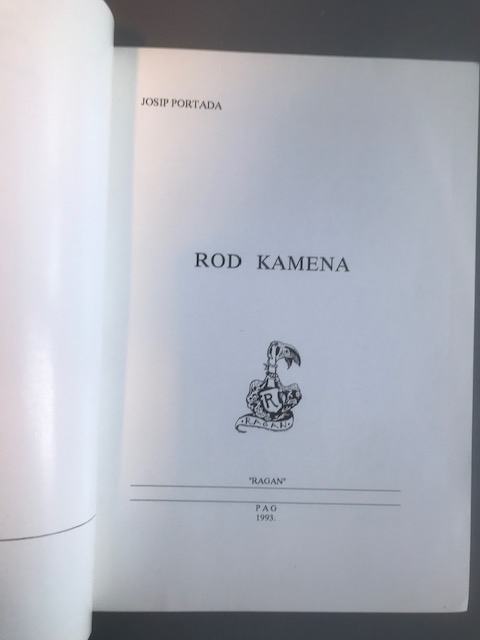 JOSIP PORTADA
ROD KAMENA
R
RAGAN
"RAGAN"
PAG
1993.